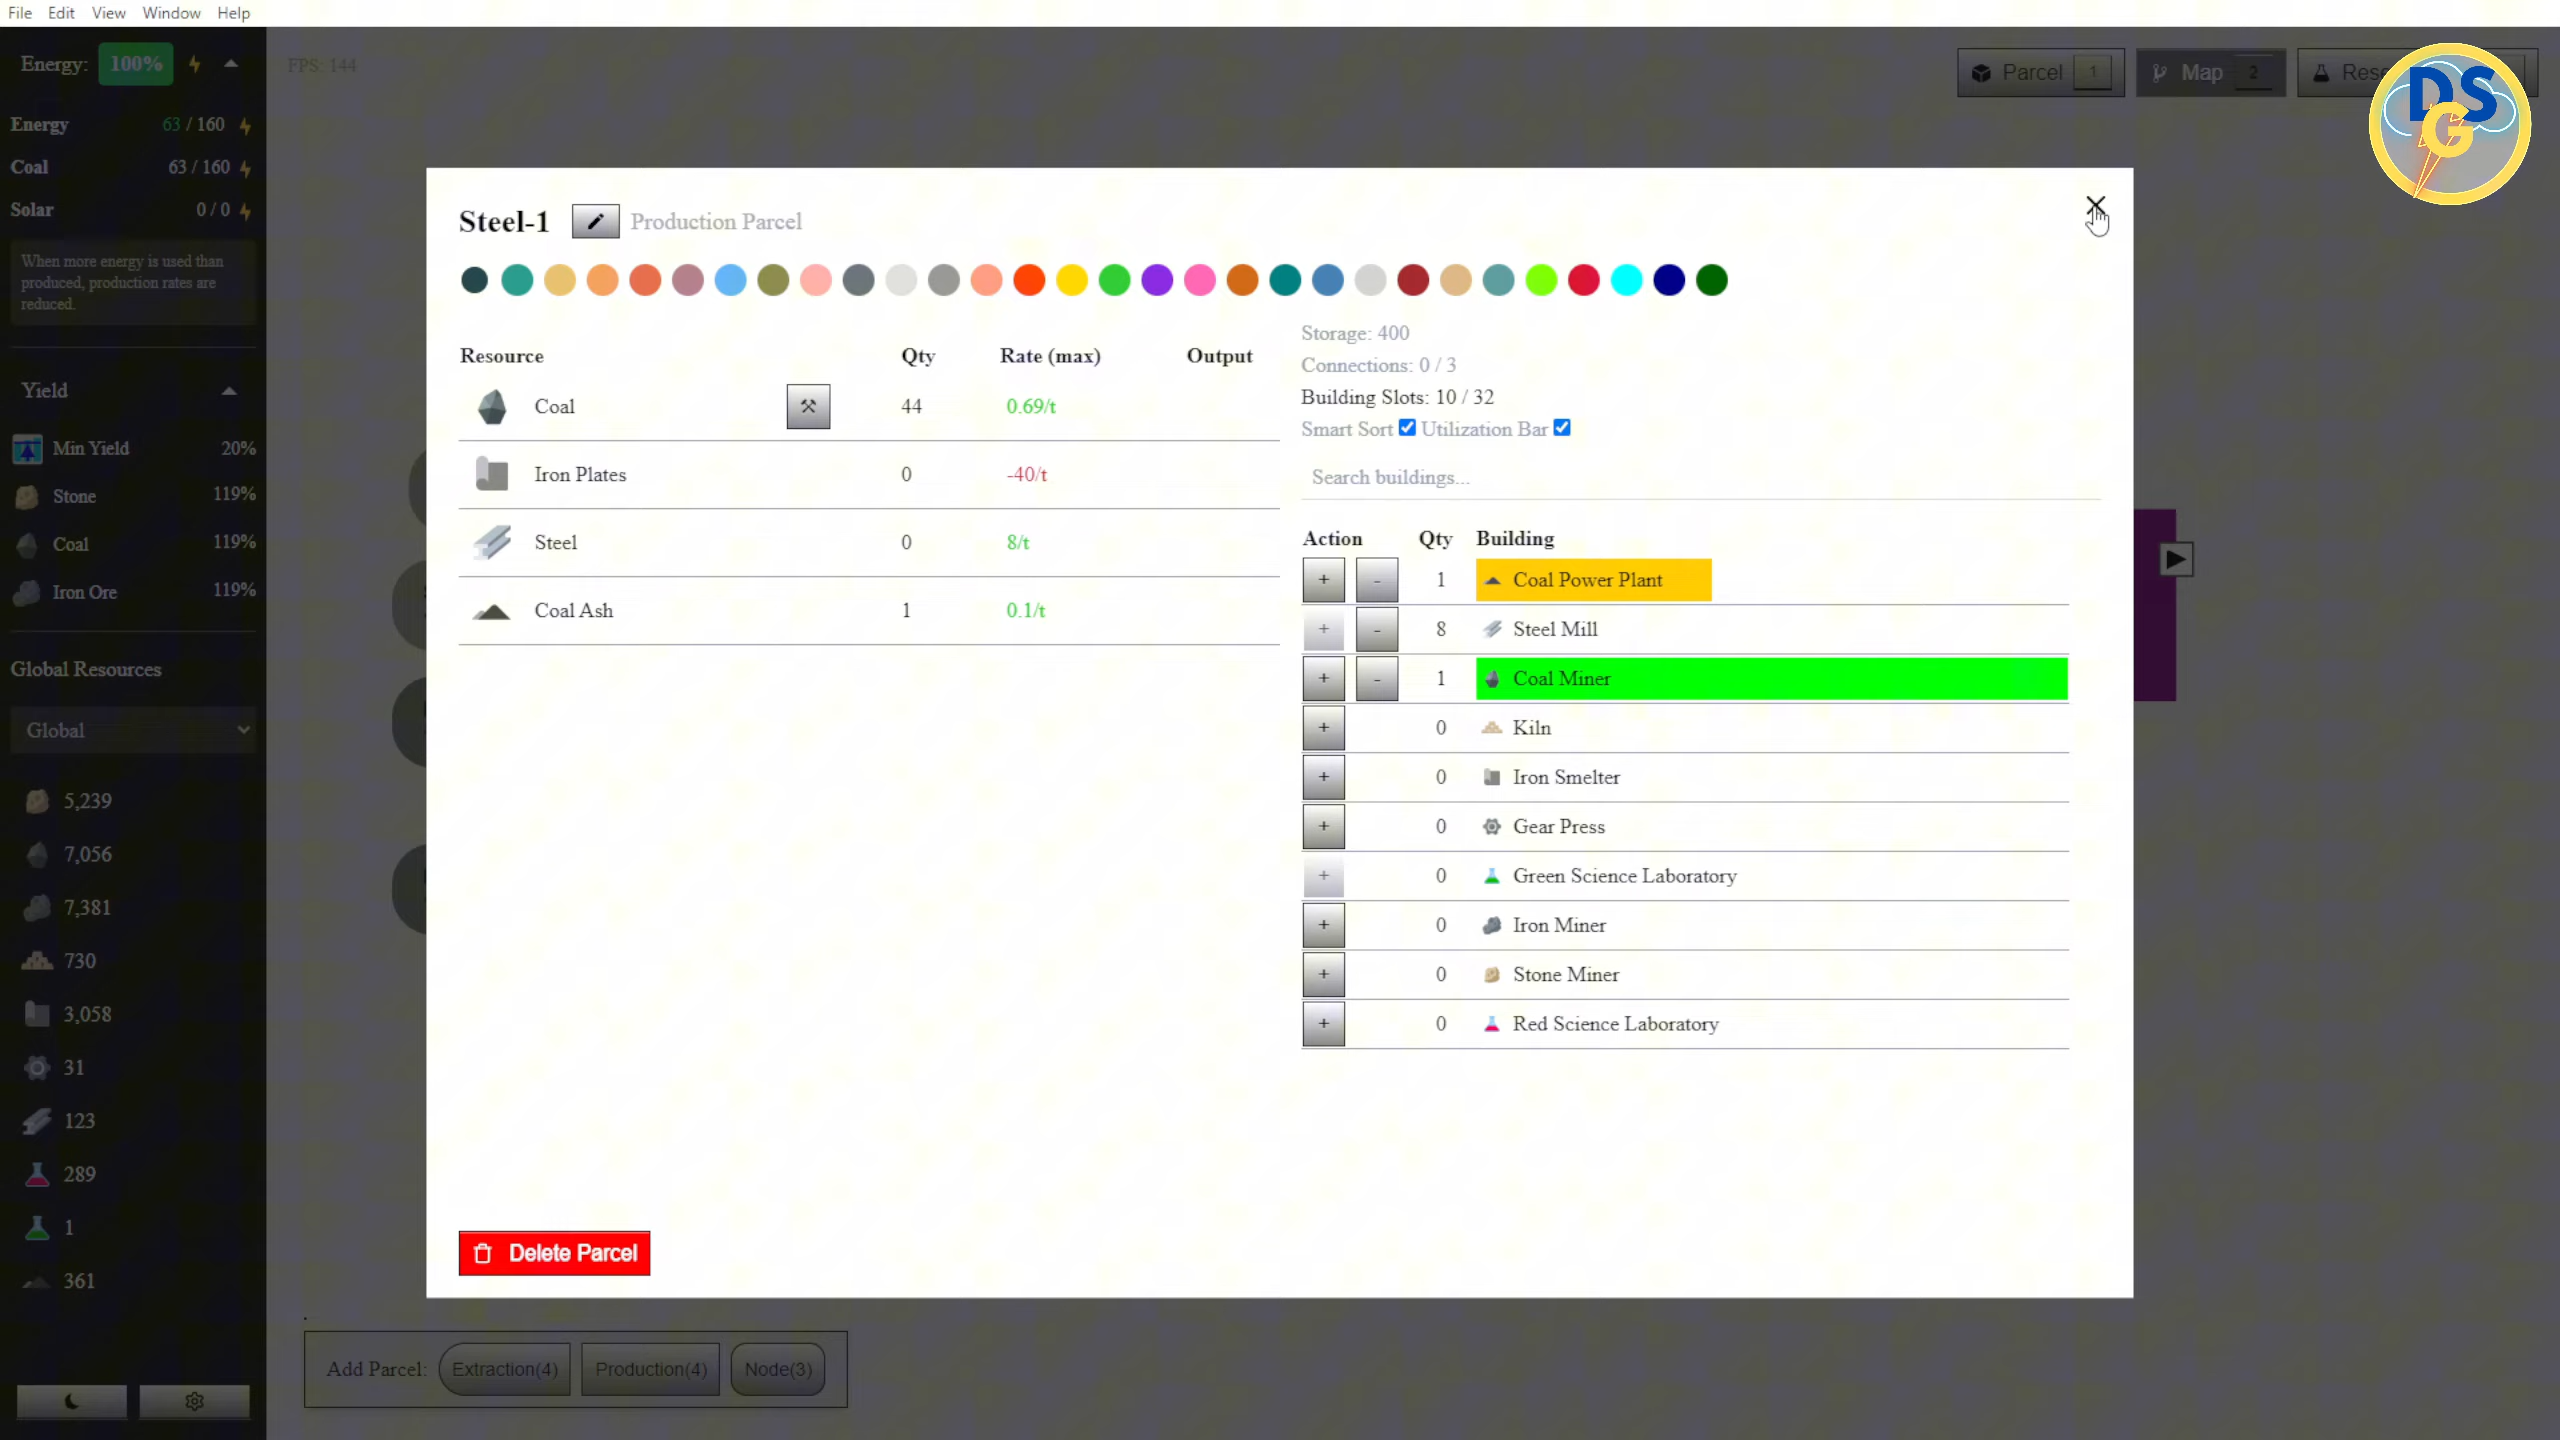 File Edit View Window Help
Energy: 100%
FPS: 144
Parcel 1
Map 2
Rese
DSG
Energy 63 / 160
Coal 63 / 160
Solar 0 / 0
When more energy is used than
produced, production rates are
reduced.
Yield
Min Yield 20%
Stone 119%
Coal 119%
Iron Ore 119%
Global Resources
Global
5,239
7,056
7,381
730
3,058
31
123
289
1
361
Steel-1 Production Parcel
Resource Qty Rate (max) Output
Coal 44 0.69/t
Iron Plates 0 -40/t
Steel 0 8/t
Coal Ash 1 0.1/t
Storage: 400
Connections: 0 / 3
Building Slots: 10 / 32
Smart Sort Utilization Bar
Search buildings...
Action Qty Building
+ - 1 Coal Power Plant
+ - 8 Steel Mill
+ - 1 Coal Miner
+ 0 Kiln
+ 0 Iron Smelter
+ 0 Gear Press
+ 0 Green Science Laboratory
+ 0 Iron Miner
+ 0 Stone Miner
+ 0 Red Science Laboratory
Delete Parcel
Add Parcel: Extraction(4) Production(4) Node(3)